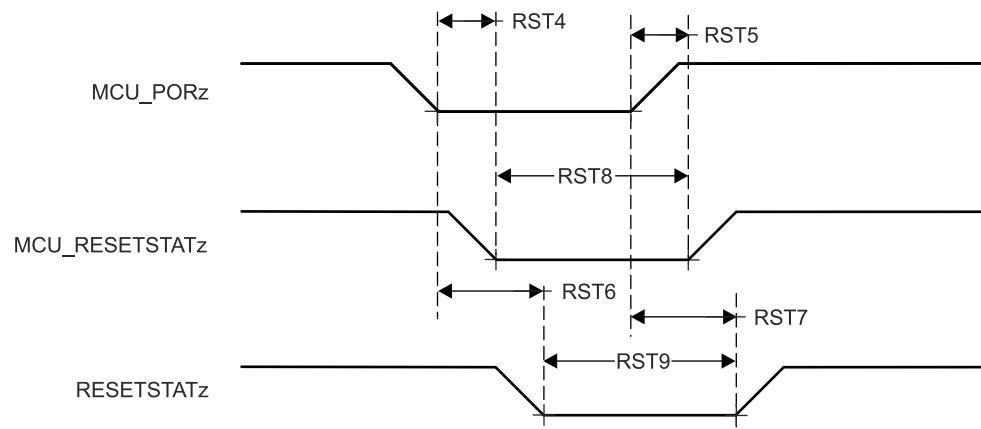 RST4
RST5
MCU_PORz
RST8
MCU_RESETSTATz
RST6
RST7
RST9
RESETSTATz